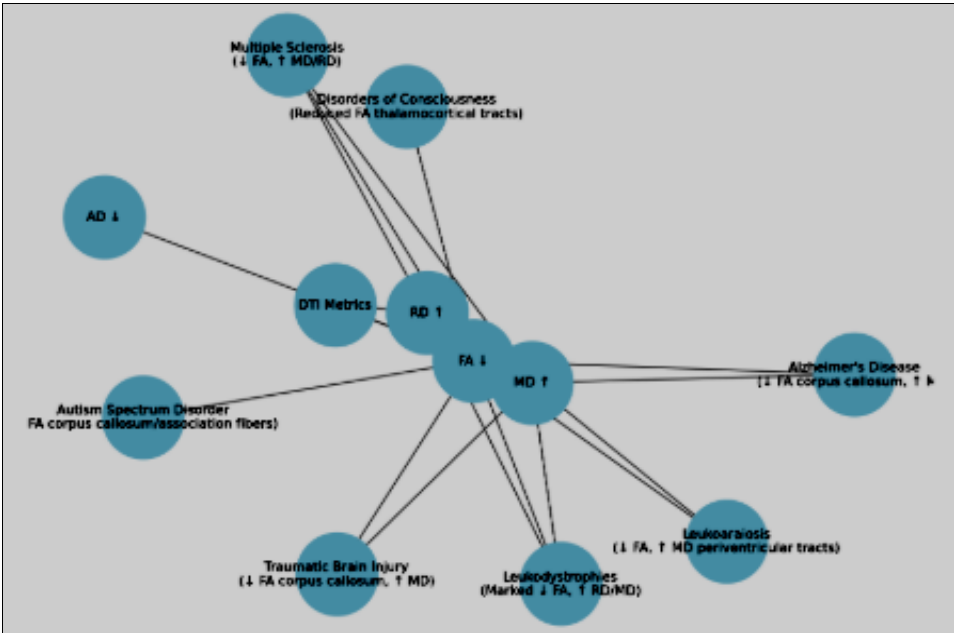 Multiple Sclerosis
(↓ FA, ↑ MD/RD)
Disorders of Consciousness
(Reduced FA thalamocortical tracts)
AD ↓
DTI Metrics
RD ↑
FA ↓
MD ↑
Alzheimer's Disease
(↓ FA corpus callosum, ↑ M
Autism Spectrum Disorder
FA corpus callosum/association fibers)
Leukoaraiosis
(↓ FA, ↑ MD periventricular tracts)
Traumatic Brain Injury
(↓ FA corpus callosum, ↑ MD)
Leukodystrophies
(Marked ↓ FA, ↑ RD/MD)